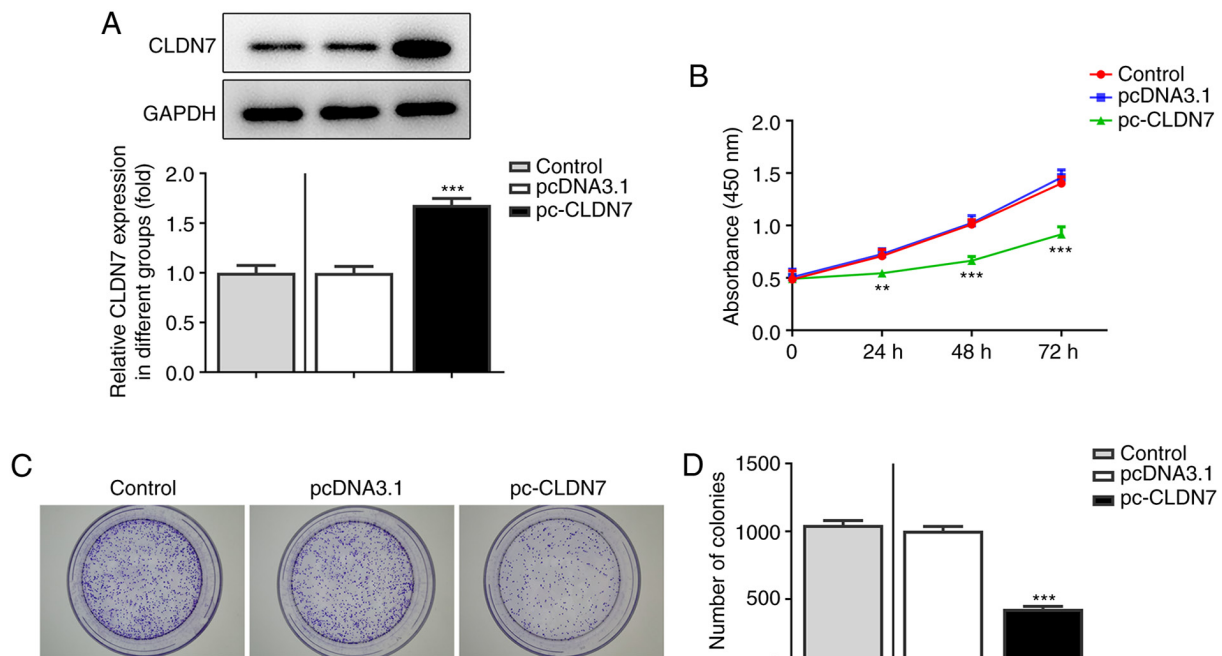 A
CLDN7
GAPDH
Relative CLDN7 expression
in different groups (fold)
2.0
1.5
1.0
0.5
0.0
***
Control
pcDNA3.1
pc-CLDN7
B
Control
pcDNA3.1
pc-CLDN7
Absorbance (450 nm)
2.0
1.5
1.0
0.5
0.0
**
***
***
0 24 h 48 h 72 h
C
Control pcDNA3.1 pc-CLDN7
D
Number of colonies
1500
1000
500
***
Control
pcDNA3.1
pc-CLDN7